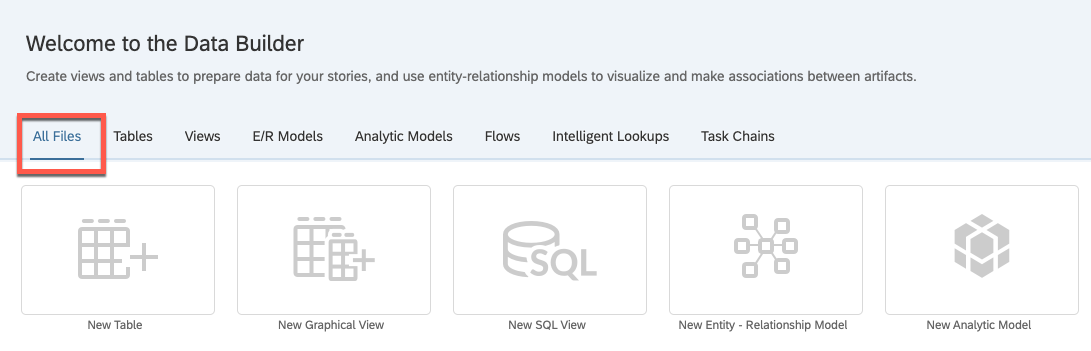 Welcome to the Data Builder
Create views and tables to prepare data for your stories, and use entity-relationship models to visualize and make associations between artifacts.
All Files Tables Views E/R Models Analytic Models Flows Intelligent Lookups Task Chains
SQL
New Table New Graphical View New SQL View New Entity - Relationship Model New Analytic Model